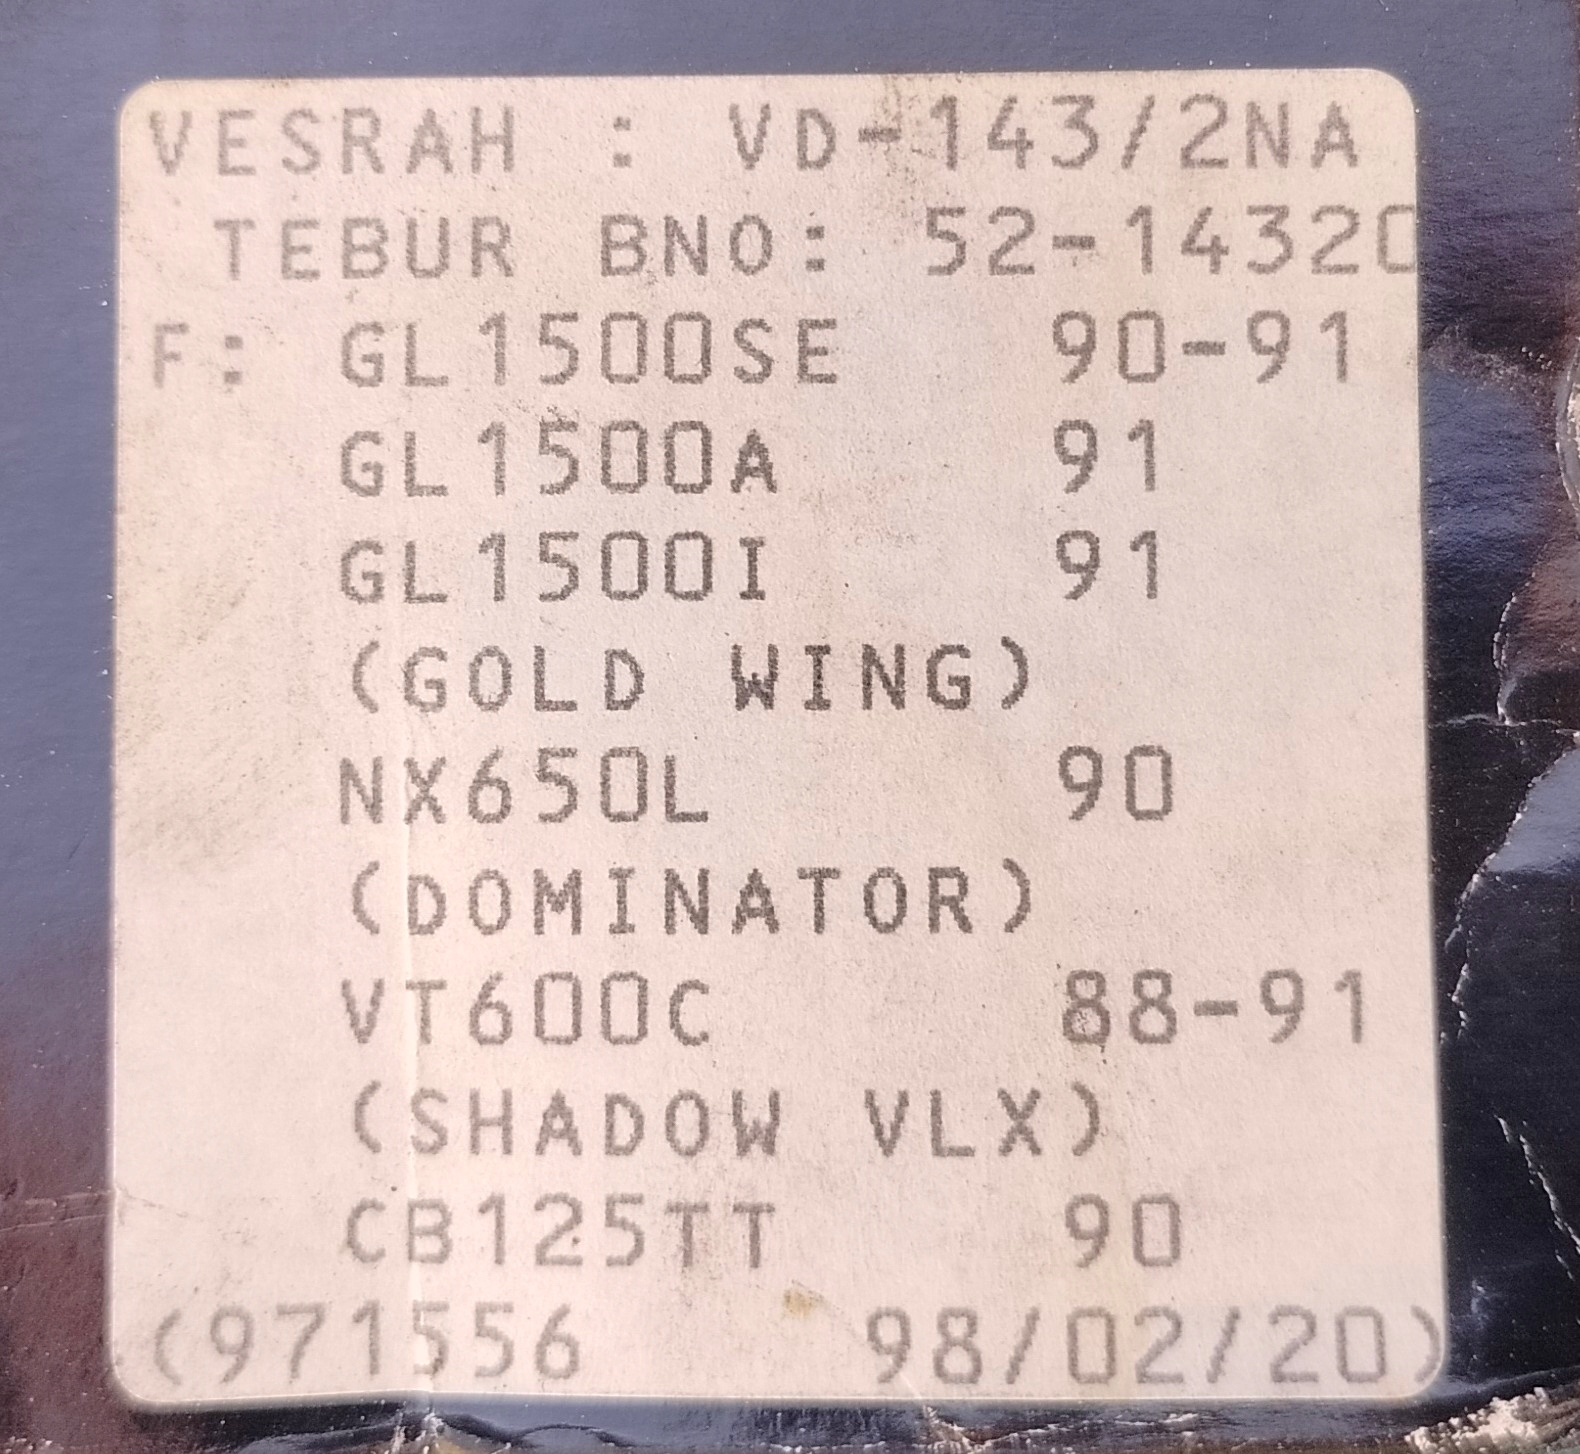 VESRAH : VD-143/2NA
TEBUR BNO: 52-14320
F: GL1500SE 90-91
GL1500A 91
GL1500I 91
(GOLD WING)
NX650L 90
(DOMINATOR)
VT600C 88-91
(SHADOW VLX)
CB125TT 90
(971556 98/02/20)